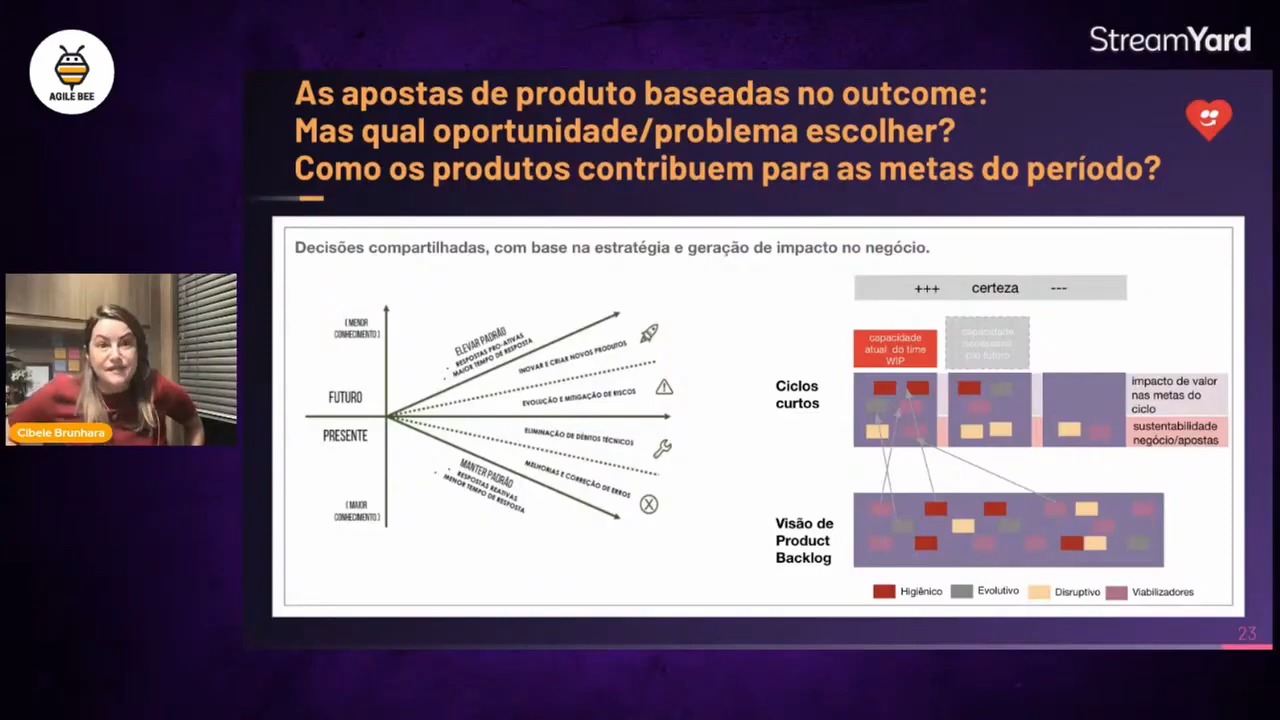 AGILE BEE
StreamYard
As apostas de produto baseadas no outcome:
Mas qual oportunidade/problema escolher?
Como os produtos contribuem para as metas do período?
Decisões compartilhadas, com base na estratégia e geração de impacto no negócio.
( MENOR
CONHECIMENTO )
FUTURO
PRESENTE
( MAIOR
CONHECIMENTO )
ELEVAR PADRÃO
RESPOSTAS PRO-ATIVAS
MAIOR TEMPO DE RESPOSTA
INOVAR E CRIAR NOVOS PRODUTOS
EVOLUÇÃO E MITIGAÇÃO DE RISCOS
ELIMINAÇÃO DE DÉBITOS TÉCNICOS
MELHORIAS E CORREÇÃO DE ERROS
MANTER PADRÃO
RESPOSTAS REATIVAS
MENOR TEMPO DE RESPOSTA
+++ certeza ---
capacidade
atual do time
WIP
capacidade
necessária
p/o futuro
Ciclos
curtos
impacto de valor
nas metas do
ciclo
sustentabilidade
negócio/apostas
Visão de
Product
Backlog
Higiênico
Evolutivo
Disruptivo
Viabilizadores
23
Cibele Brunhara